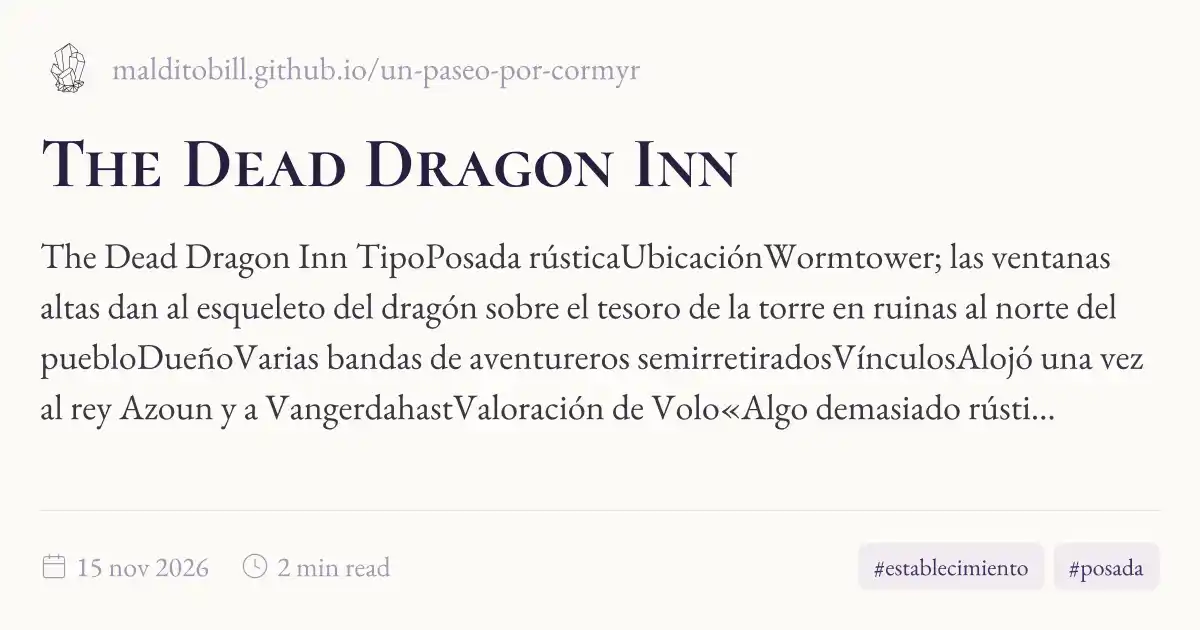 malditobill.github.io/un-paseo-por-cormyr
The Dead Dragon Inn
The Dead Dragon Inn TipoPosada rústicaUbicaciónWormtower; las ventanas
altas dan al esqueleto del dragón sobre el tesoro de la torre en ruinas al norte del
puebloDueñoVarias bandas de aventureros semirretiradosVínculosAlojó una vez
al rey Azoun y a VangerdahastValoración de Volo«Algo demasiado rústi...
15 nov 2026
2 min read
#establecimiento
#posada